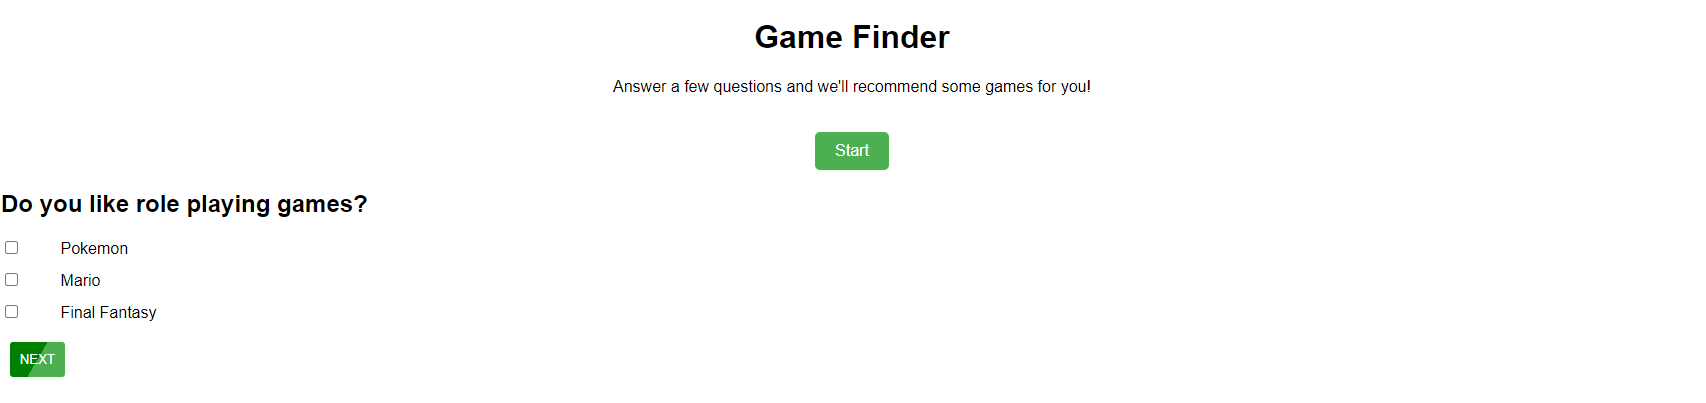 Game Finder
Answer a few questions and we'll recommend some games for you!
Start
Do you like role playing games?
Pokemon
Mario
Final Fantasy
NEXT